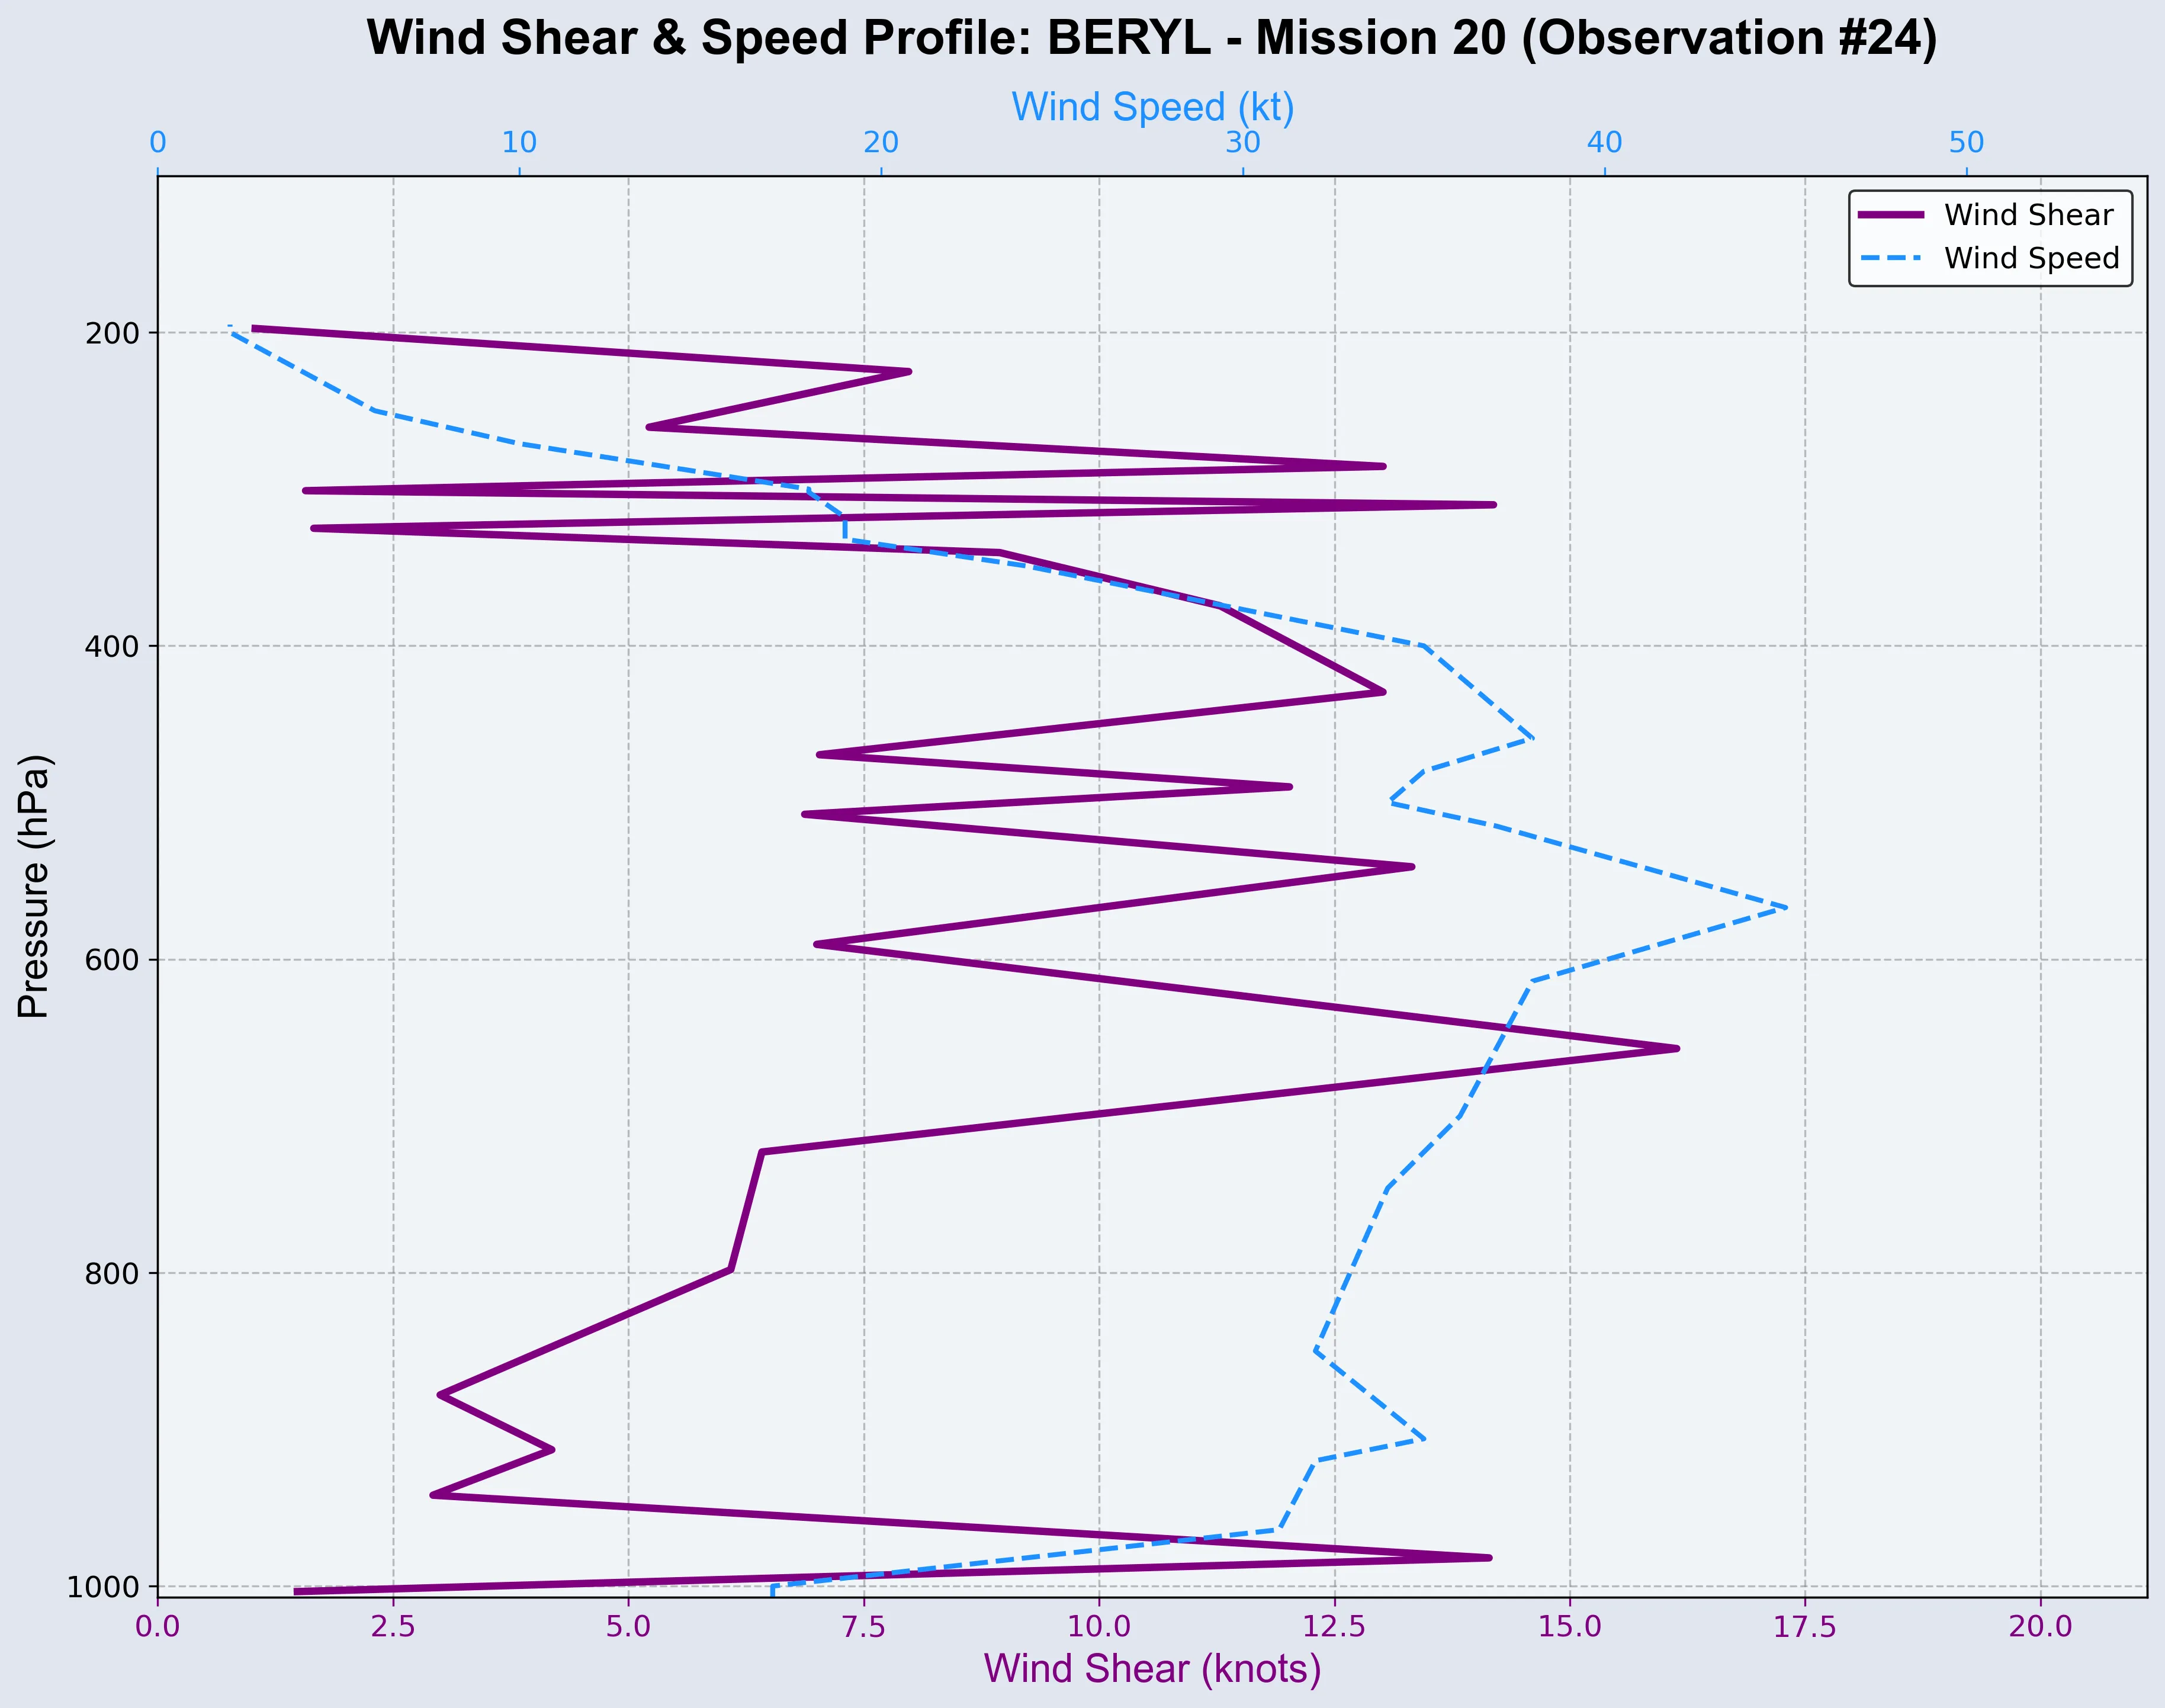 Wind Shear & Speed Profile: BERYL - Mission 20 (Observation #24)
Wind Speed (kt)
0 10 20 30 40 50
Wind Shear
Wind Speed
200
400
600
800
1000
Pressure (hPa)
0.0 2.5 5.0 7.5 10.0 12.5 15.0 17.5 20.0
Wind Shear (knots)